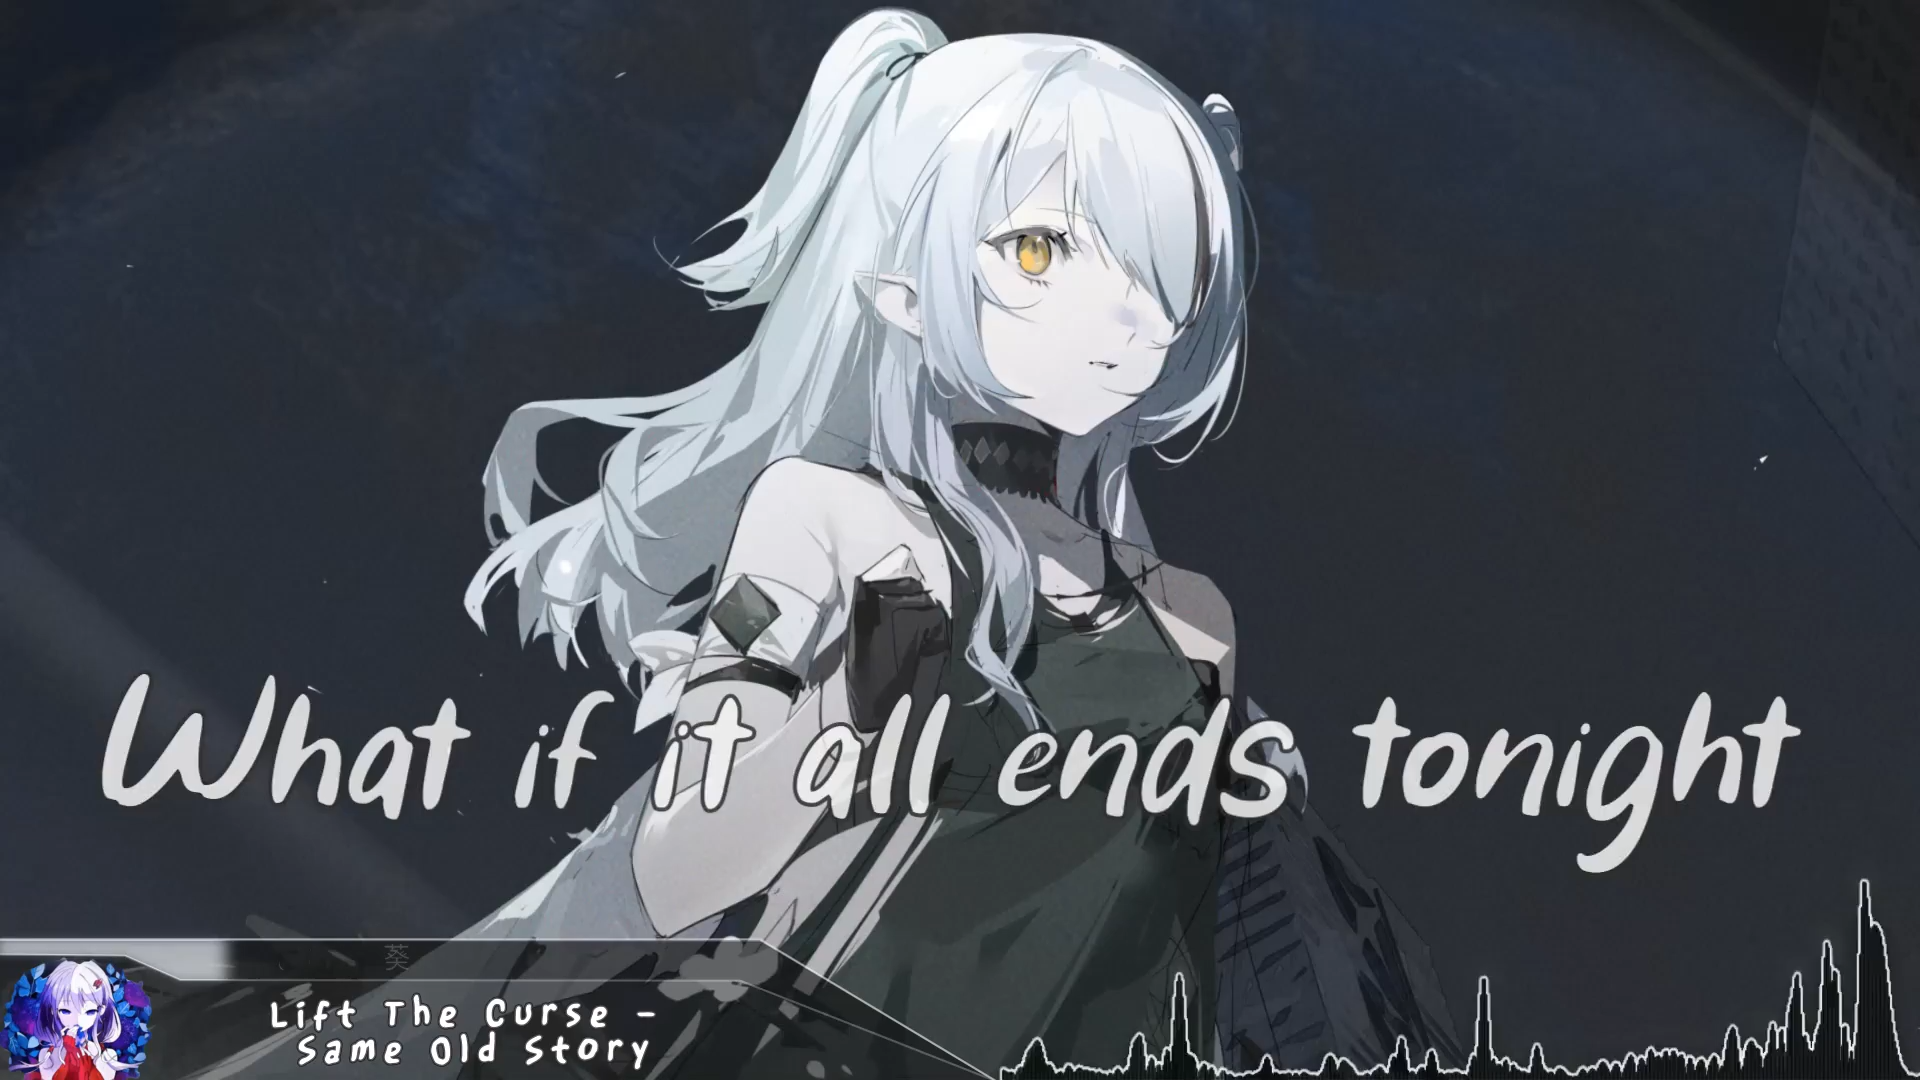 What if it all ends tonight
葵
Lift The Curse -
Same Old Story